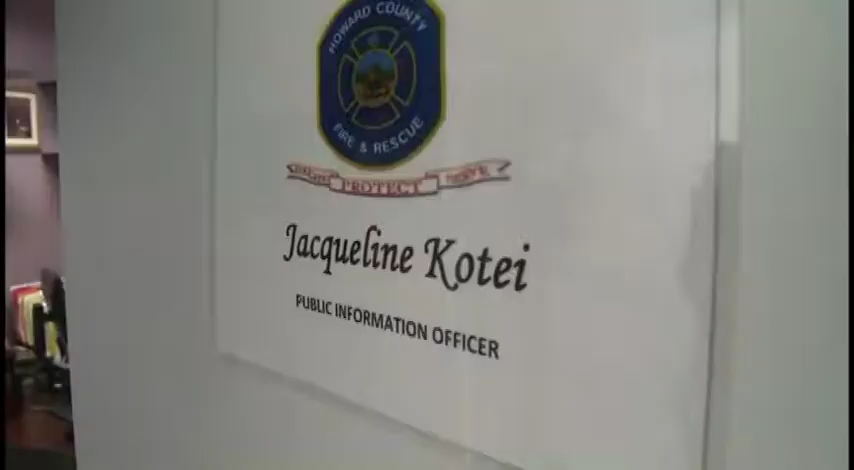 HOWARD COUNTY
FIRE & RESCUE
PROTECT
Jacqueline Kotei
PUBLIC INFORMATION OFFICER